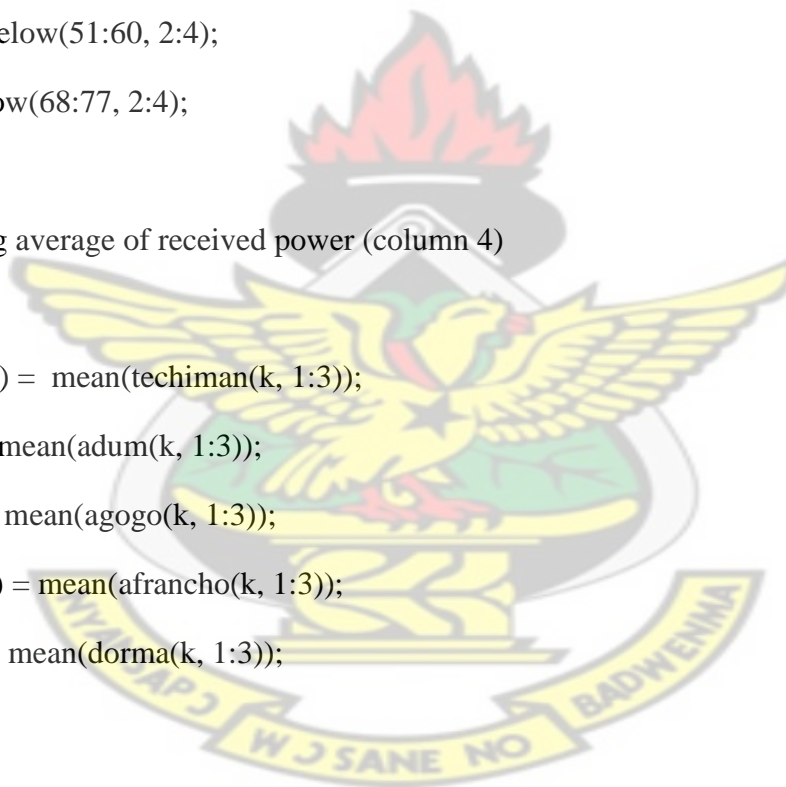 elow(51:60, 2:4);
ow(68:77, 2:4);
g average of received power (column 4)
) = mean(techiman(k, 1:3));
mean(adum(k, 1:3));
mean(agogo(k, 1:3));
) = mean(afrancho(k, 1:3));
mean(dorma(k, 1:3));
NYANSAPƆ WƆSANE NO BADWENMA